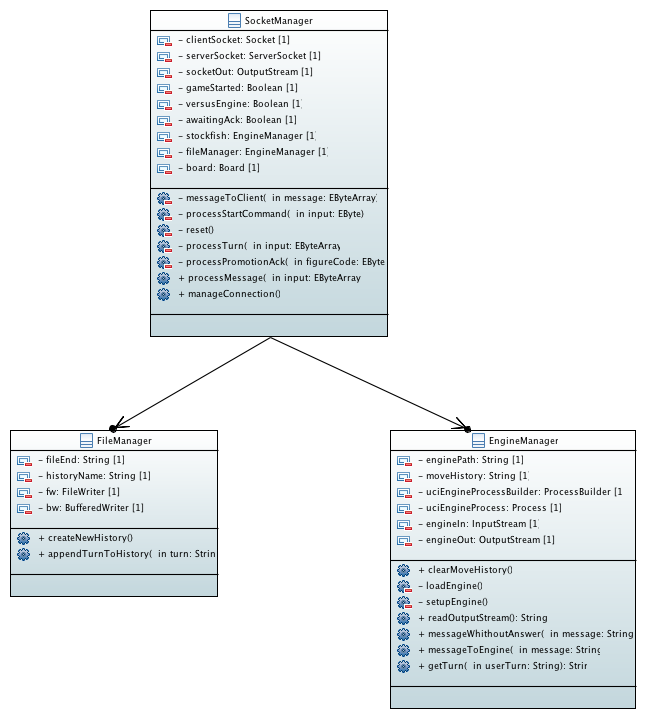 SocketManager
- clientSocket: Socket [1]
- serverSocket: ServerSocket [1]
- socketOut: OutputStream [1]
- gameStarted: Boolean [1]
- versusEngine: Boolean [1]
- awaitingAck: Boolean [1]
- stockfish: EngineManager [1]
- fileManager: EngineManager [1]
- board: Board [1]
- messageToClient( in message: EByteArray)
- processStartCommand( in input: EByte)
- reset()
- processTurn( in input: EByteArray
- processPromotionAck( in figureCode: EByte
+ processMessage( in input: EByteArray
+ manageConnection()
FileManager
- fileEnd: String [1]
- historyName: String [1]
- fw: FileWriter [1]
- bw: BufferedWriter [1]
+ createNewHistory()
+ appendTurnToHistory( in turn: Strin
EngineManager
- enginePath: String [1]
- moveHistory: String [1]
- uciEngineProcessBuilder: ProcessBuilder [1
- uciEngineProcess: Process [1]
- engineIn: InputStream [1]
- engineOut: OutputStream [1]
+ clearMoveHistory()
- loadEngine()
- setupEngine()
+ readOutputStream(): String
+ messageWhithoutAnswer( in message: String
+ messageToEngine( in message: String
+ getTurn( in userTurn: String): Strin